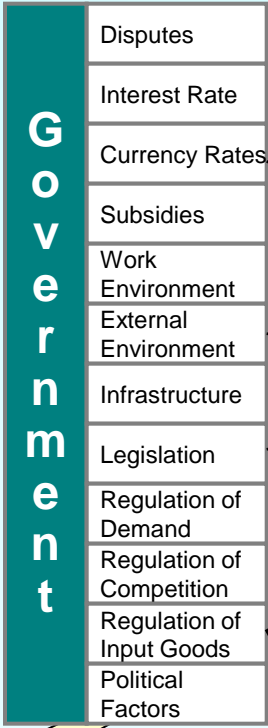 Government
Disputes
Interest Rate
Currency Rates
Subsidies
Work
Environment
External
Environment
Infrastructure
Legislation
Regulation of
Demand
Regulation of
Competition
Regulation of
Input Goods
Political
Factors